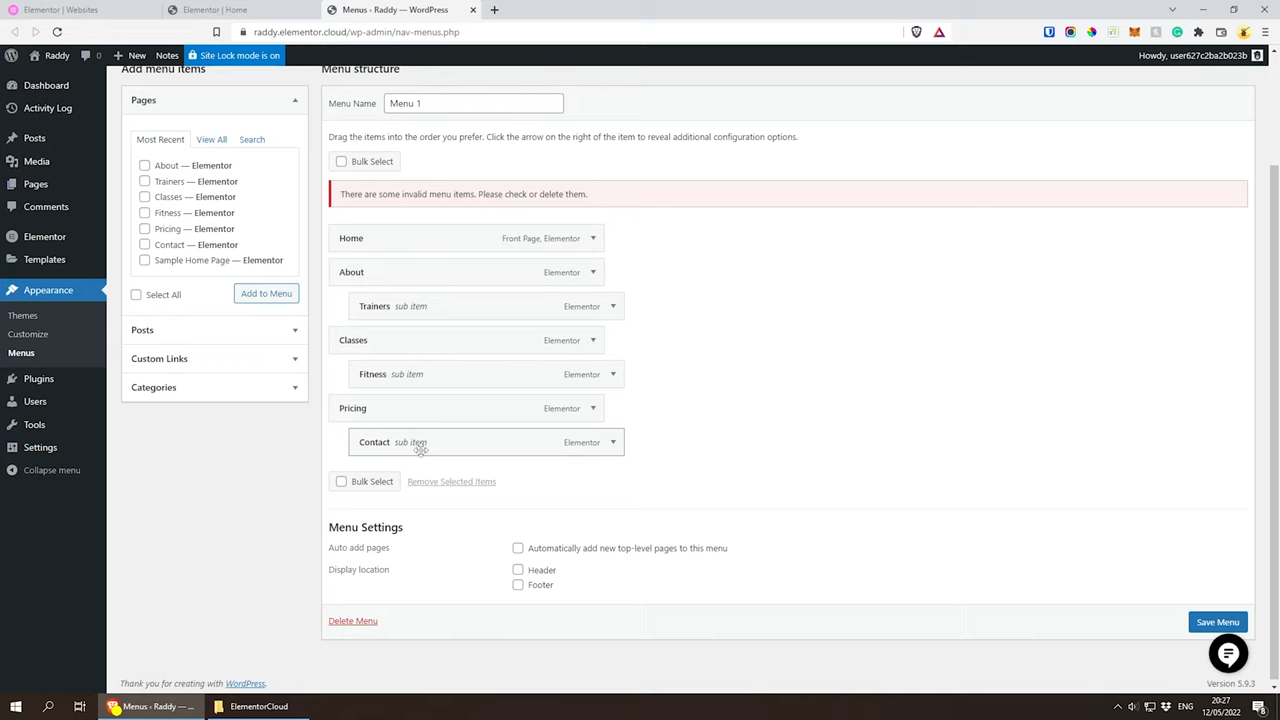 Elementor | Websites
Elementor | Home
Menus ‹ Raddy — WordPress
raddy.elementor.cloud/wp-admin/nav-menus.php
Raddy
0
New
Notes
Site Lock mode is on
Howdy, user627c2ba2b023b
Dashboard
Activity Log
Posts
Media
Pages
Comments
Elementor
Templates
Appearance
Themes
Customize
Menus
Plugins
Users
Tools
Settings
Collapse menu
Add menu items
Pages
Most Recent
View All
Search
About — Elementor
Trainers — Elementor
Classes — Elementor
Fitness — Elementor
Pricing — Elementor
Contact — Elementor
Sample Home Page — Elementor
Select All
Add to Menu
Posts
Custom Links
Categories
Menu structure
Menu Name
Menu 1
Drag the items into the order you prefer. Click the arrow on the right of the item to reveal additional configuration options.
Bulk Select
There are some invalid menu items. Please check or delete them.
Home Front Page, Elementor
About Elementor
Trainers sub item Elementor
Classes Elementor
Fitness sub item Elementor
Pricing Elementor
Contact sub item Elementor
Bulk Select
Remove Selected Items
Menu Settings
Auto add pages
Automatically add new top-level pages to this menu
Display location
Header
Footer
Delete Menu
Save Menu
Thank you for creating with WordPress.
Version 5.9.3
Menus ‹ Raddy — ...
ElementorCloud
ENG
20:27
12/05/2022